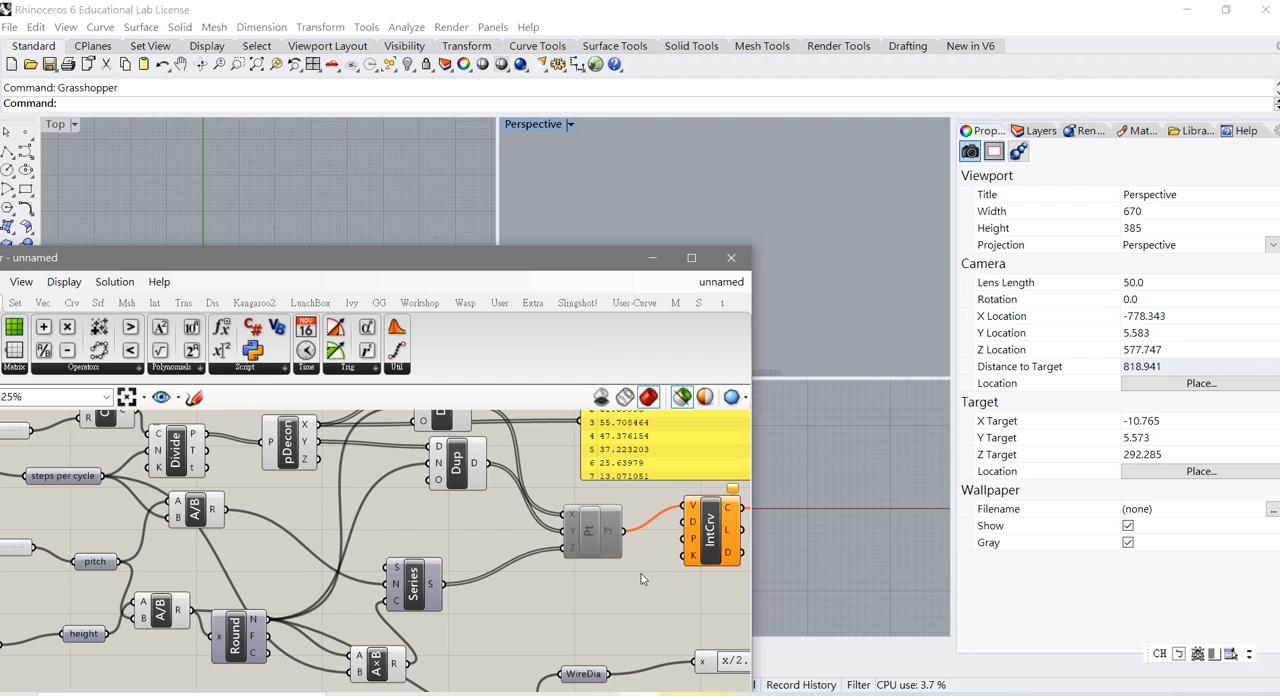 Rhinoceros 6 Educational Lab License
File Edit View Curve Surface Solid Mesh Dimension Transform Tools Analyze Render Panels Help
Standard CPlanes Set View Display Select Viewport Layout Visibility Transform Curve Tools Surface Tools Solid Tools Mesh Tools Render Tools Drafting New in V6
Command: Grasshopper
Command:
Top
Perspective
Prop... Layers Ren... Mat... Libra... Help
Viewport
Title Perspective
Width 670
Height 385
Projection Perspective
Camera
Lens Length 50.0
Rotation 0.0
X Location -778.343
Y Location 5.583
Z Location 577.747
Distance to Target 818.941
Location Place...
Target
X Target -10.765
Y Target 5.573
Z Target 292.285
Location Place...
Wallpaper
Filename (none) ...
Show
Gray
- unnamed
View Display Solution Help unnamed
Set Vec Crv Srf Msh Int Trns Dis Kangaroo2 LunchBox Ivy GG Workshop Wasp User Extra Slingshot! User-Curve M S t
Matrix Operators Polynomials Script Time Trig Util
25%
R
Divide C N K P T t
pDecon P X Y Z
O
Dup D N O D
3 55.708464
4 47.376154
5 37.223203
6 25.63979
7 13.071051
steps per cycle
A/B A B R
pitch
A/B A B R
height
Round x N F C
Series S N C S
A×B A B R
Pt X Y Z Pt
IntCrv V D P K C L D
WireDia
x x/2.
CH
Record History Filter CPU use: 3.7 %